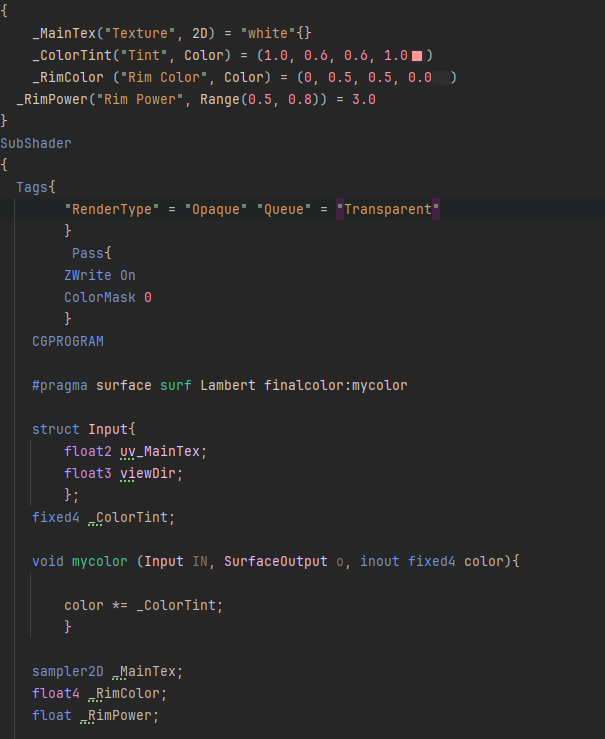 {
_MainTex("Texture", 2D) = "white"{}
_ColorTint("Tint", Color) = (1.0, 0.6, 0.6, 1.0)
_RimColor ("Rim Color", Color) = (0, 0.5, 0.5, 0.0)
_RimPower("Rim Power", Range(0.5, 0.8)) = 3.0
}
SubShader
{
Tags{
"RenderType" = "Opaque" "Queue" = "Transparent"
}
Pass{
ZWrite On
ColorMask 0
}
CGPROGRAM
#pragma surface surf Lambert finalcolor:mycolor
struct Input{
float2 uv_MainTex;
float3 viewDir;
};
fixed4 _ColorTint;
void mycolor (Input IN, SurfaceOutput o, inout fixed4 color){
color *= _ColorTint;
}
sampler2D _MainTex;
float4 _RimColor;
float _RimPower;